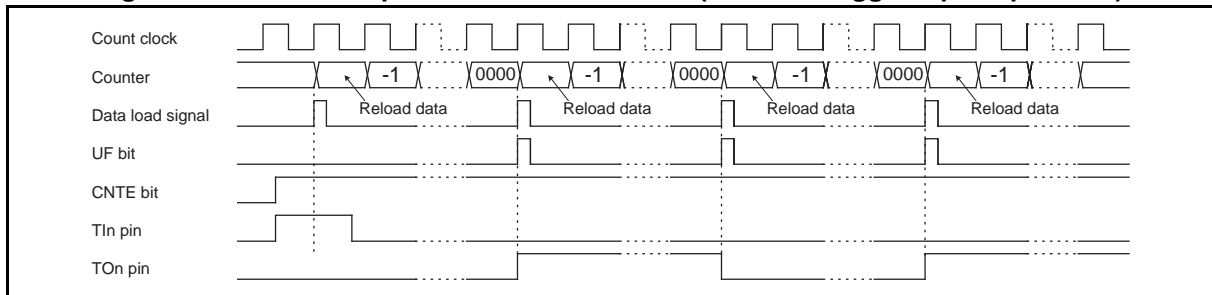 Count clock
Counter -1 0000 -1 0000 -1 0000 -1
Reload data Reload data Reload data Reload data
Data load signal
UF bit
CNTE bit
TIn pin
TOn pin